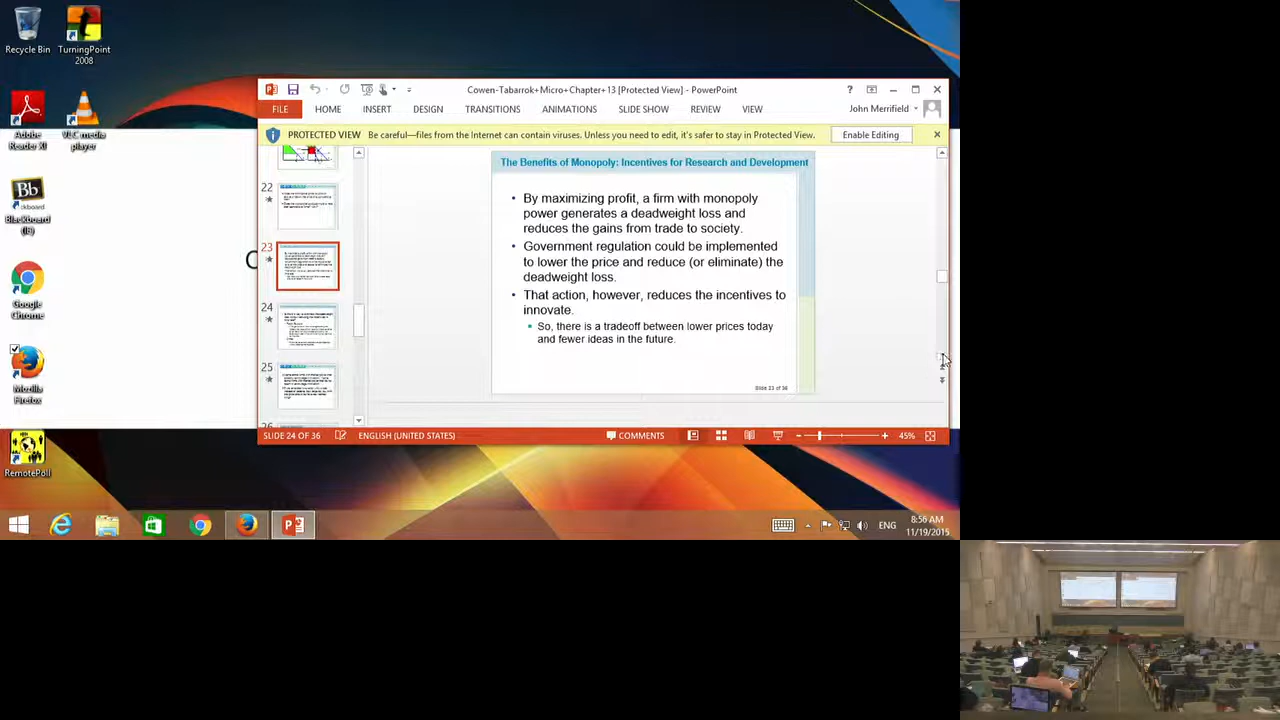 Recycle Bin
TurningPoint
2008
Adobe
Reader XI
VLC media
player
Bb
Blackboard
Google
Chrome
Mozilla
Firefox
RemotePoll
Cowen-Tabarrok+Micro+Chapter+13 [Protected View] - PowerPoint
?
FILE
HOME
INSERT
DESIGN
TRANSITIONS
ANIMATIONS
SLIDE SHOW
REVIEW
VIEW
John Merrifield
PROTECTED VIEW
Be careful—files from the Internet can contain viruses. Unless you need to edit, it's safer to stay in Protected View.
Enable Editing
22
23
24
25
The Benefits of Monopoly: Incentives for Research and Development
• By maximizing profit, a firm with monopoly
power generates a deadweight loss and
reduces the gains from trade to society.
• Government regulation could be implemented
to lower the price and reduce (or eliminate) the
deadweight loss.
• That action, however, reduces the incentives to
innovate.
• So, there is a tradeoff between lower prices today
and fewer ideas in the future.
Slide 23 of 36
SLIDE 24 OF 36
ENGLISH (UNITED STATES)
COMMENTS
45%
ENG
8:56 AM
11/19/2015